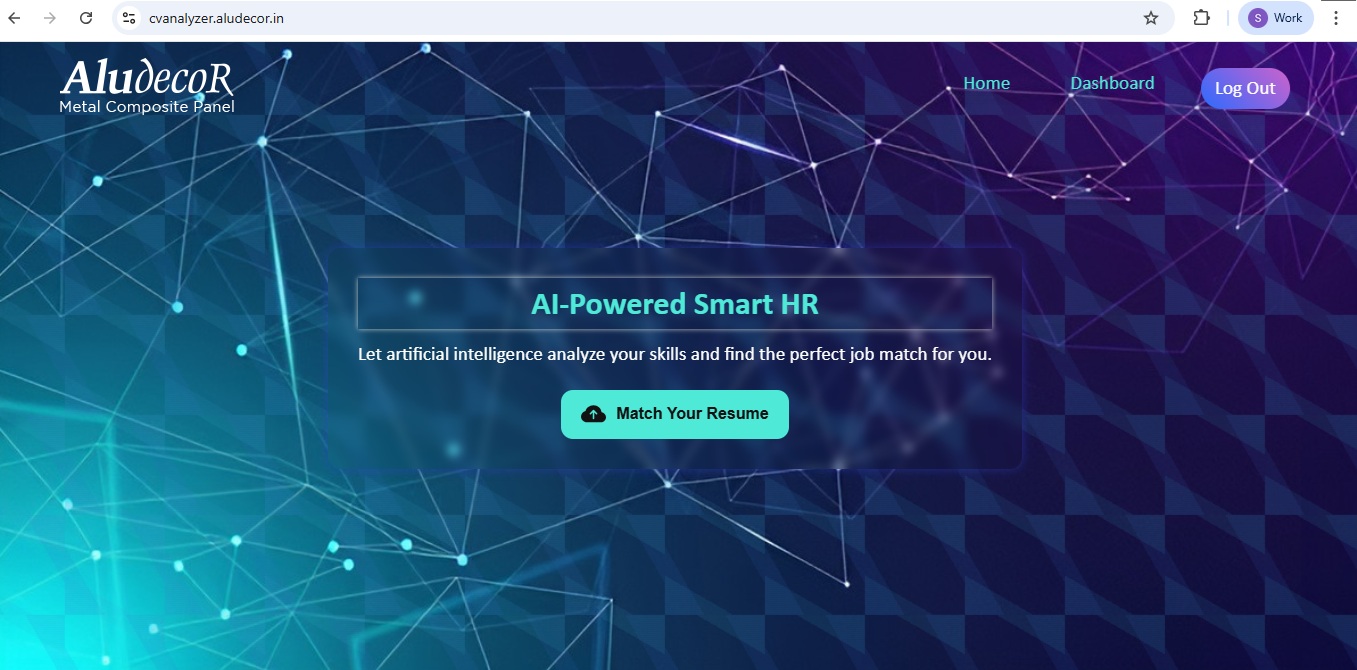 cvanalyzer.aludecor.in
S Work
AludecoR
Metal Composite Panel
Home
Dashboard
Log Out
AI-Powered Smart HR
Let artificial intelligence analyze your skills and find the perfect job match for you.
Match Your Resume